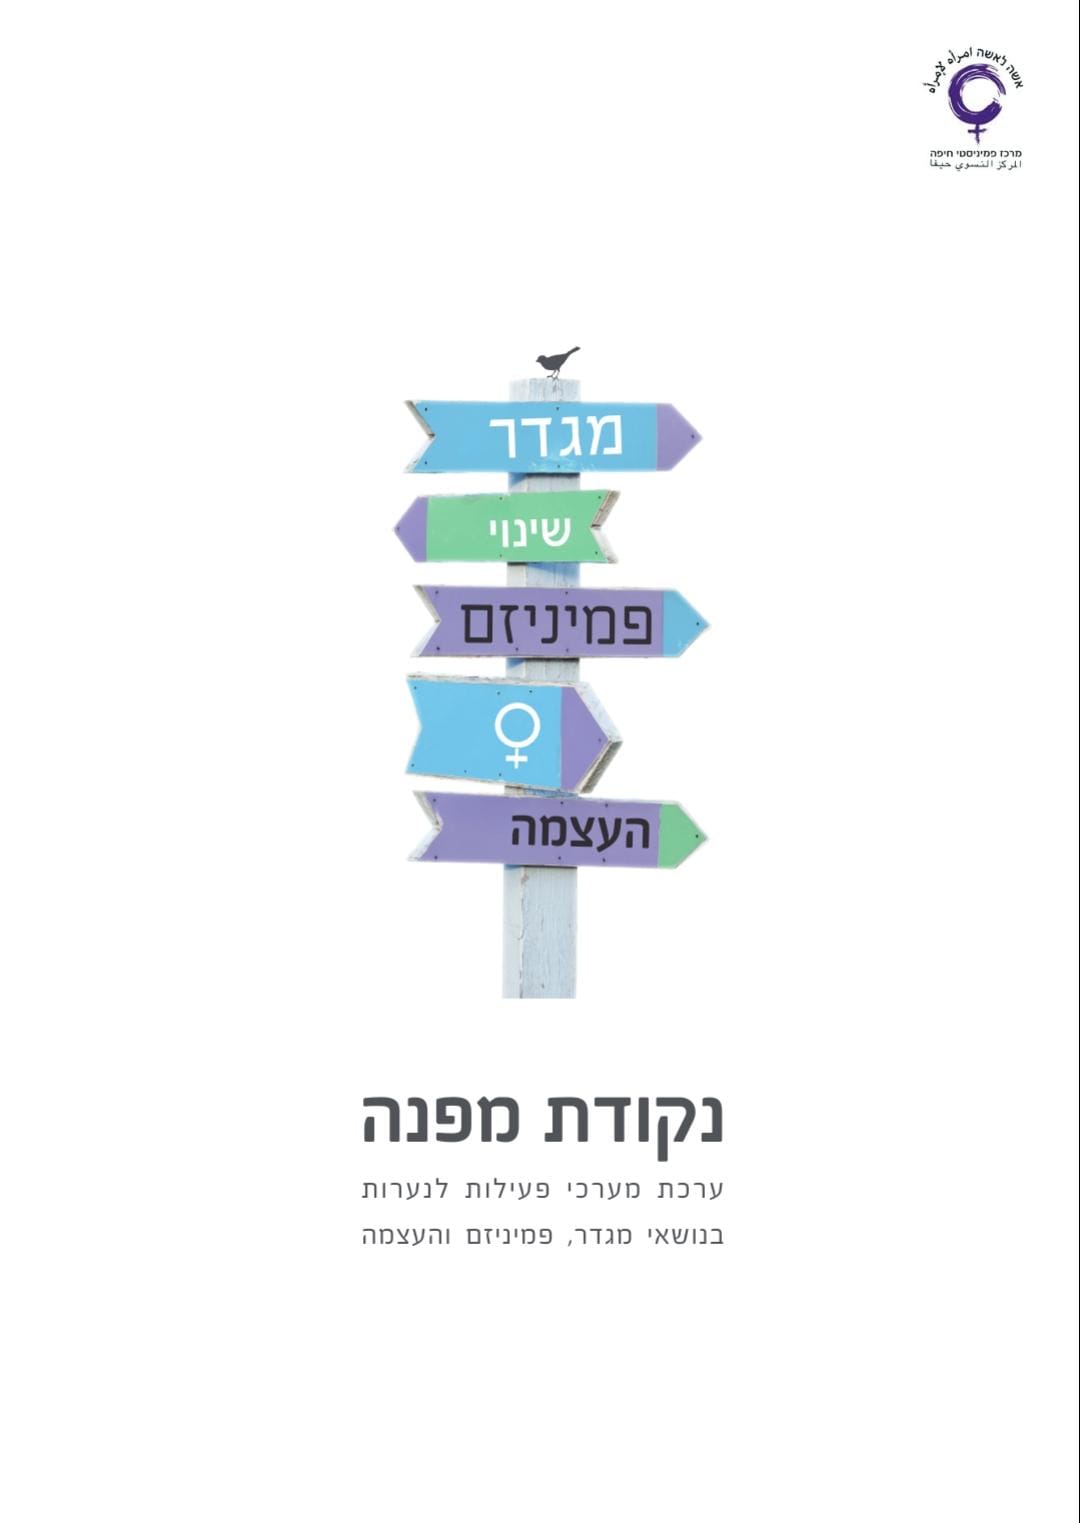 אשה לאשה امرأة لامرأة
מרכז פמיניסטי חיפה
المركز النسوي حيفا
מגדר
שינוי
פמיניזם
העצמה
נקודת מפנה
ערכת מערכי פעילות לנערות
בנושאי מגדר, פמיניזם והעצמה